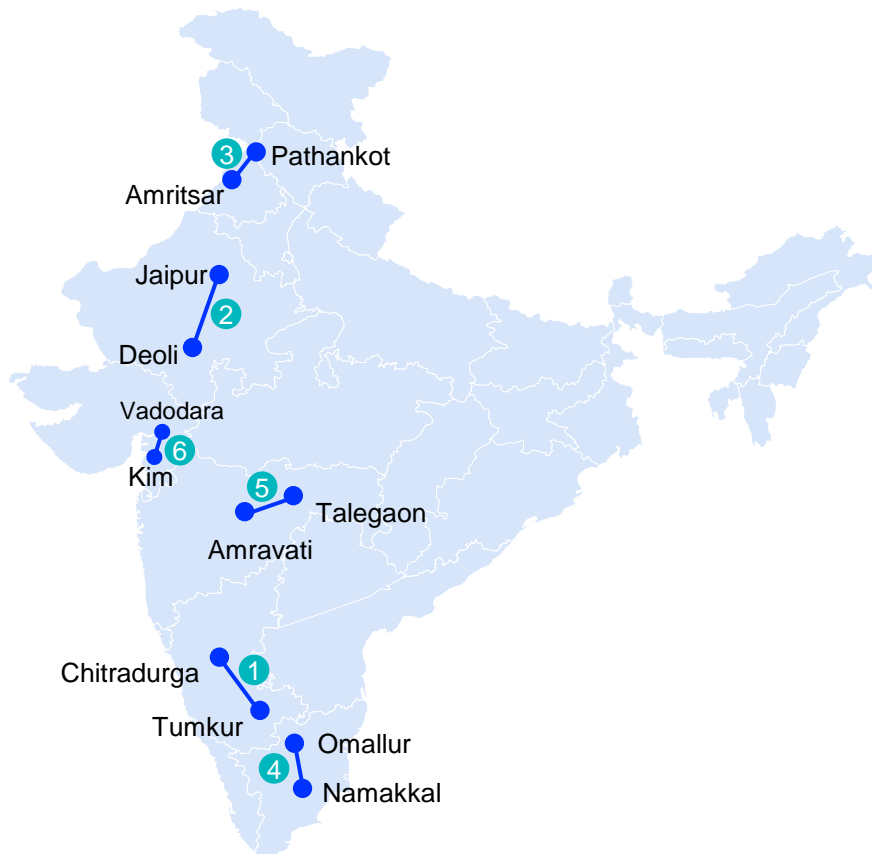 3
Pathankot
Amritsar
Jaipur
2
Deoli
Vadodara
6
Kim
5
Talegaon
Amravati
1
Chitradurga
Tumkur
Omallur
4
Namakkal